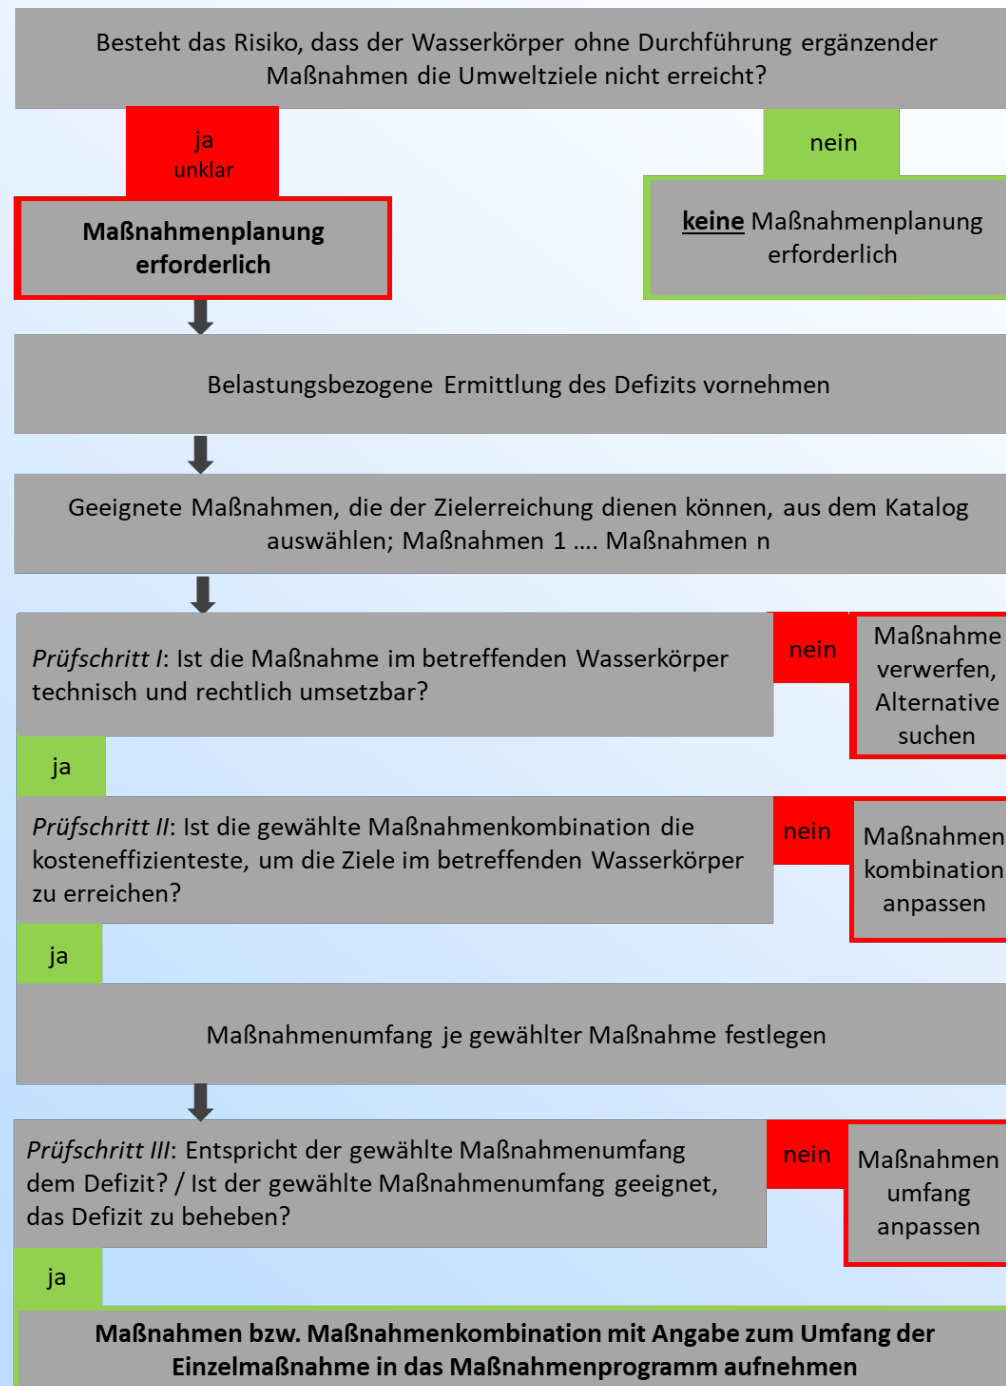 Besteht das Risiko, dass der Wasserkörper ohne Durchführung ergänzender
Maßnahmen die Umweltziele nicht erreicht?
ja
unklar
nein
Maßnahmenplanung
erforderlich
keine Maßnahmenplanung
erforderlich
Belastungsbezogene Ermittlung des Defizits vornehmen
Geeignete Maßnahmen, die der Zielerreichung dienen können, aus dem Katalog
auswählen; Maßnahmen 1 .... Maßnahmen n
Prüfschritt I: Ist die Maßnahme im betreffenden Wasserkörper
technisch und rechtlich umsetzbar?
nein
Maßnahme
verwerfen,
Alternative
suchen
ja
Prüfschritt II: Ist die gewählte Maßnahmenkombination die
kosteneffizienteste, um die Ziele im betreffenden Wasserkörper
zu erreichen?
nein
Maßnahmen
kombination
anpassen
ja
Maßnahmenumfang je gewählter Maßnahme festlegen
Prüfschritt III: Entspricht der gewählte Maßnahmenumfang
dem Defizit? / Ist der gewählte Maßnahmenumfang geeignet,
das Defizit zu beheben?
nein
Maßnahmen
umfang
anpassen
ja
Maßnahmen bzw. Maßnahmenkombination mit Angabe zum Umfang der
Einzelmaßnahme in das Maßnahmenprogramm aufnehmen